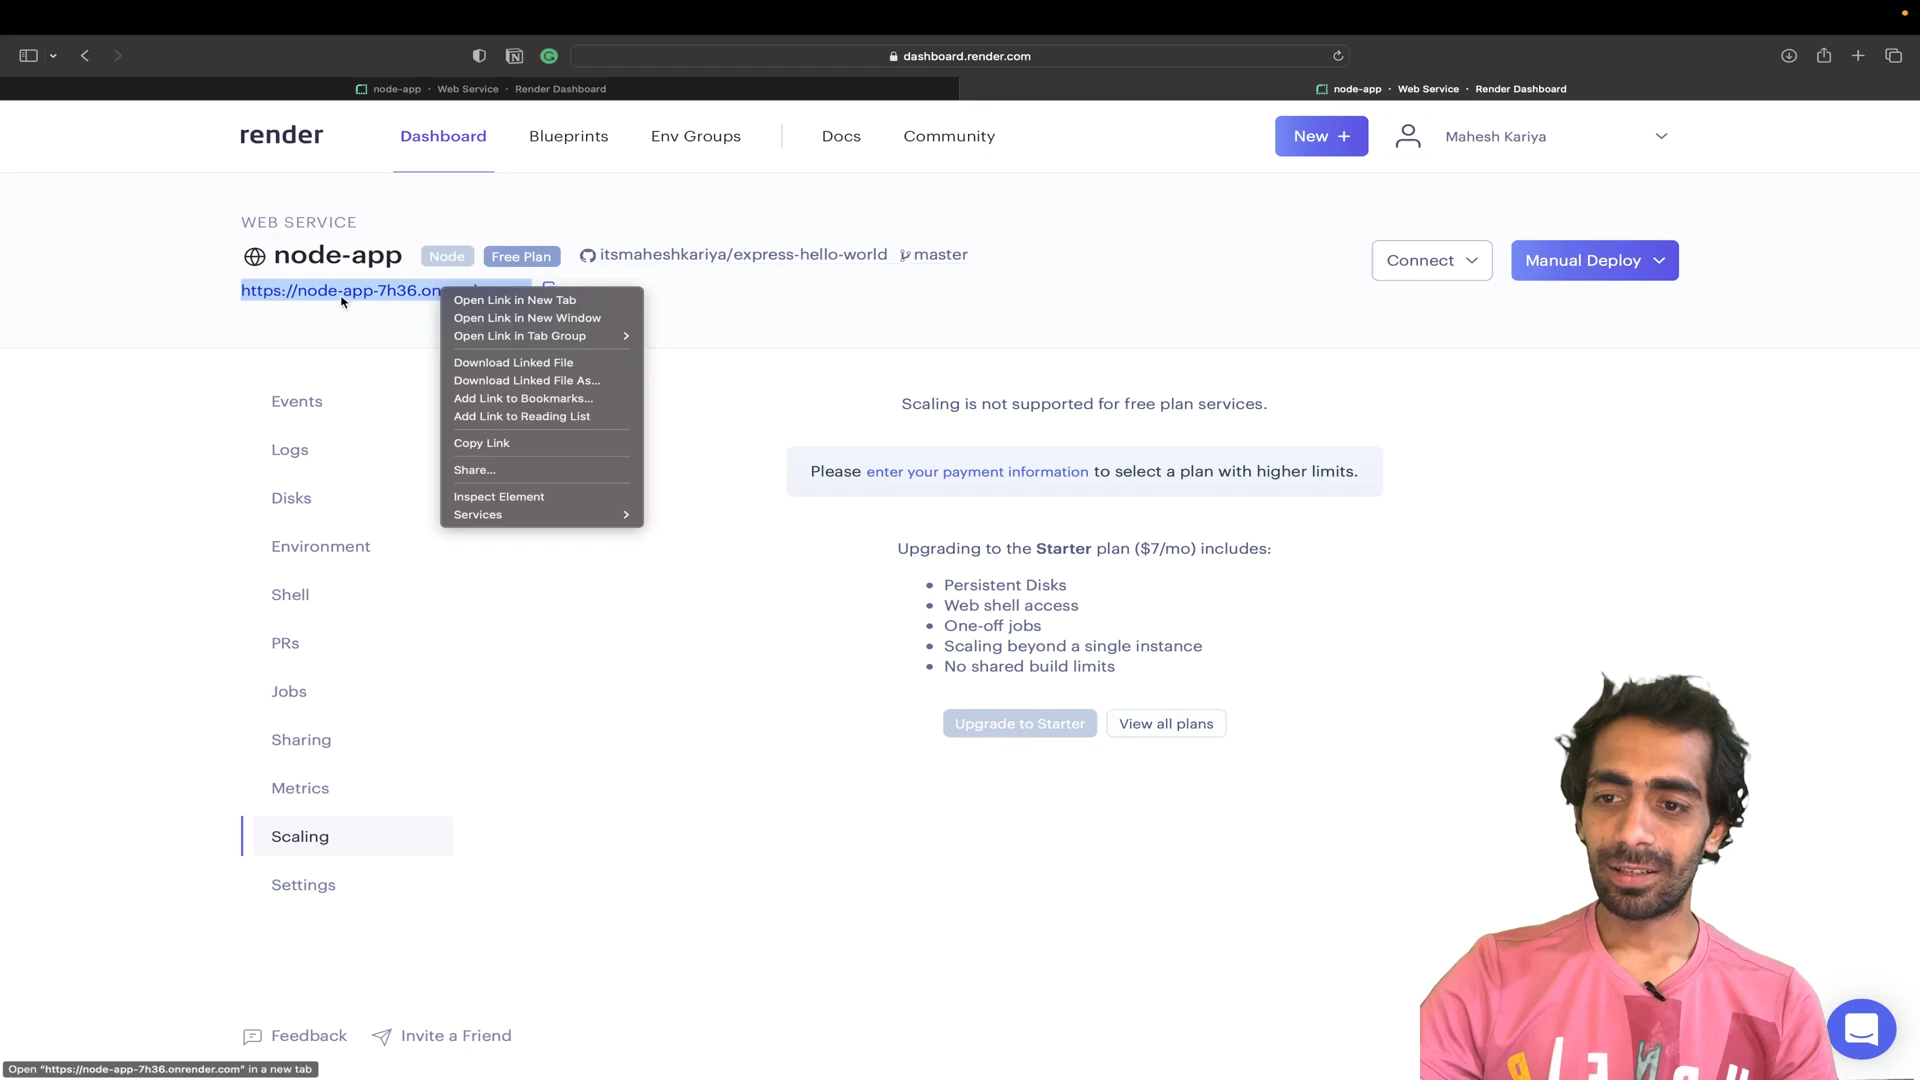 dashboard.render.com
node-app · Web Service · Render Dashboard
node-app · Web Service · Render Dashboard
render
Dashboard
Blueprints
Env Groups
Docs
Community
New +
Mahesh Kariya
WEB SERVICE
node-app
Node
Free Plan
itsmaheshkariya/express-hello-world
master
Connect
Manual Deploy
https://node-app-7h36.on
Open Link in New Tab
Open Link in New Window
Open Link in Tab Group
Download Linked File
Download Linked File As...
Add Link to Bookmarks...
Add Link to Reading List
Copy Link
Share...
Inspect Element
Services
Events
Logs
Disks
Environment
Shell
PRs
Jobs
Sharing
Metrics
Scaling
Settings
Scaling is not supported for free plan services.
Please enter your payment information to select a plan with higher limits.
Upgrading to the Starter plan ($7/mo) includes:
• Persistent Disks
• Web shell access
• One-off jobs
• Scaling beyond a single instance
• No shared build limits
Upgrade to Starter
View all plans
Feedback
Invite a Friend
Open "https://node-app-7h36.onrender.com" in a new tab